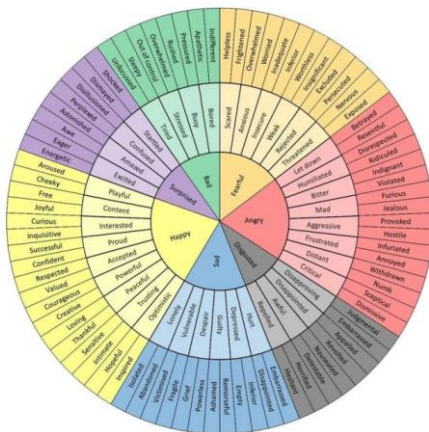 Fearful
Angry
Disgusted
Sad
Happy
Surprised
Bad
Scared
Anxious
Insecure
Weak
Rejected
Threatened
Let down
Humiliated
Bitter
Mad
Aggressive
Frustrated
Distant
Critical
Disapproving
Disappointed
Awful
Repelled
Hurt
Depressed
Guilty
Despair
Vulnerable
Lonely
Optimistic
Trusting
Peaceful
Powerful
Accepted
Proud
Interested
Content
Playful
Excited
Amazed
Confused
Startled
Tired
Stressed
Busy
Bored
Helpless
Frightened
Overwhelmed
Worried
Inadequate
Inferior
Worthless
Insignificant
Excluded
Persecuted
Nervous
Exposed
Betrayed
Resentful
Disrespected
Ridiculed
Indignant
Violated
Furious
Jealous
Provoked
Hostile
Infuriated
Annoyed
Withdrawn
Numb
Sceptical
Dismissive
Judgmental
Embarrassed
Appalled
Revolted
Nauseated
Detestable
Horrified
Hesitant
Embarrassed
Disappointed
Inferior
Empty
Remorseful
Ashamed
Powerless
Grief
Fragile
Victimised
Abandoned
Isolated
Inspired
Hopeful
Intimate
Sensitive
Thankful
Loving
Creative
Courageous
Valued
Respected
Confident
Successful
Inquisitive
Curious
Joyful
Free
Cheeky
Aroused
Energetic
Eager
Awe
Astonished
Perplexed
Disillusioned
Dismayed
Shocked
Unfocussed
Sleepy
Out of control
Overwhelmed
Rushed
Pressured
Apathetic
Indifferent